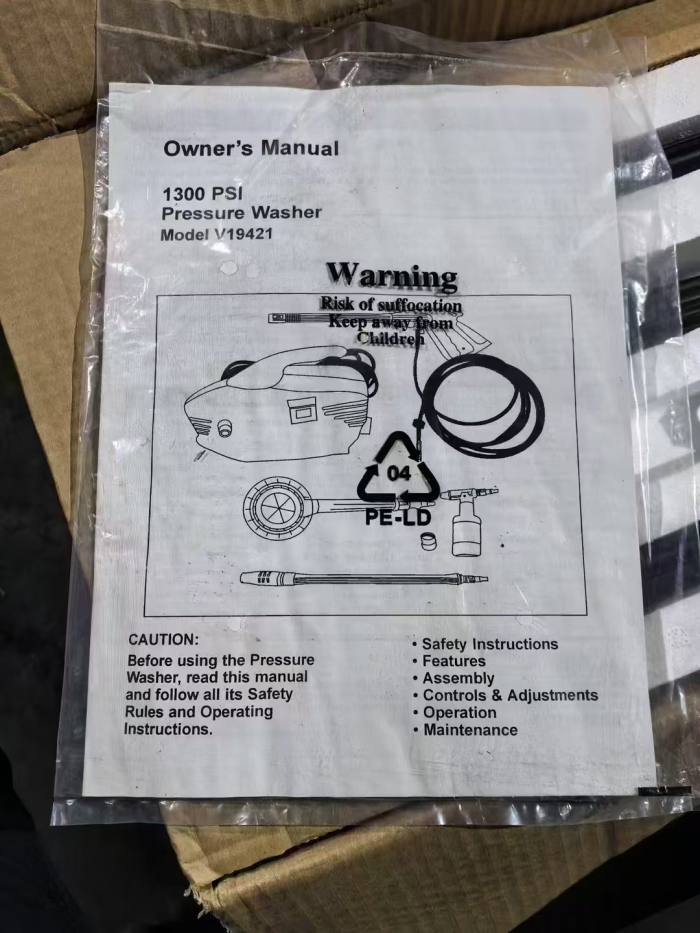 Owner's Manual
1300 PSI
Pressure Washer
Model V19421
Warning
Risk of suffocation
Keep away from
Children
04
PE-LD
CAUTION:
Before using the Pressure
Washer, read this manual
and follow all its Safety
Rules and Operating
Instructions.
• Safety Instructions
• Features
• Assembly
• Controls & Adjustments
• Operation
• Maintenance